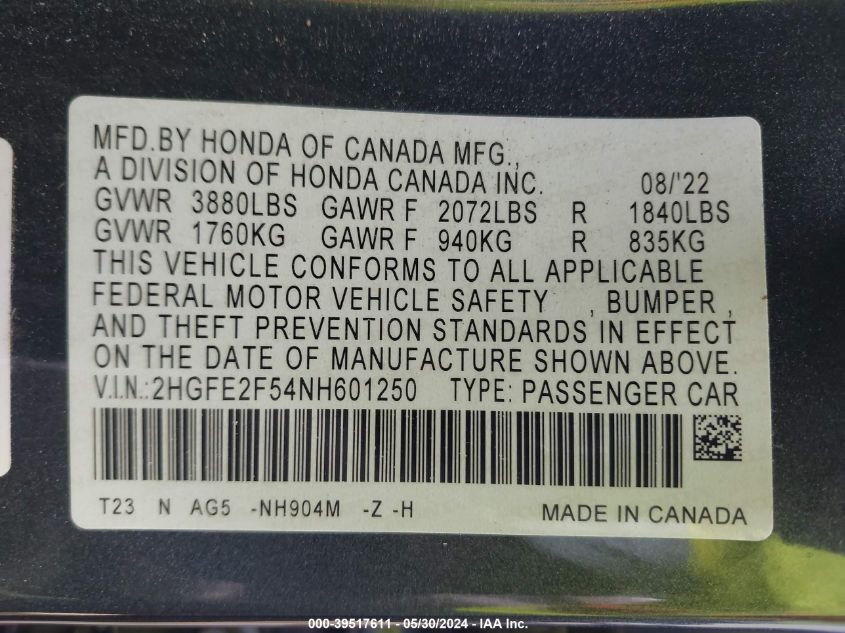 MFD.BY HONDA OF CANADA MFG.,
A DIVISION OF HONDA CANADA INC. 08/'22
GVWR 3880LBS GAWR F 2072LBS R 1840LBS
GVWR 1760KG GAWR F 940KG R 835KG
THIS VEHICLE CONFORMS TO ALL APPLICABLE
FEDERAL MOTOR VEHICLE SAFETY , BUMPER ,
AND THEFT PREVENTION STANDARDS IN EFFECT
ON THE DATE OF MANUFACTURE SHOWN ABOVE.
V.I.N.:2HGFE2F54NH601250 TYPE: PASSENGER CAR
T23 N AG5 -NH904M -Z -H MADE IN CANADA
000-39517611 - 05/30/2024 - IAA Inc.